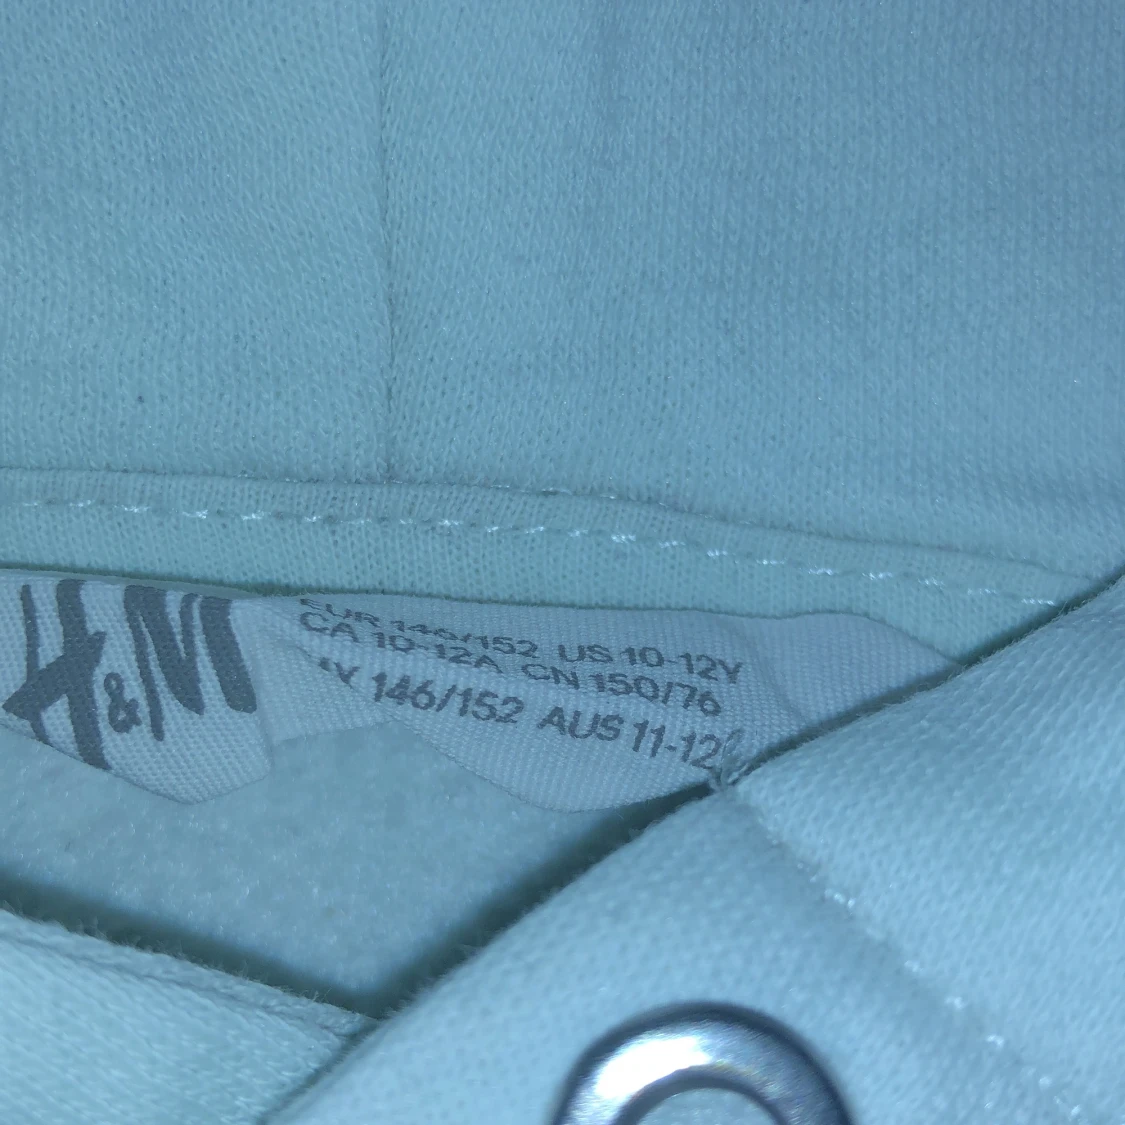 H&M
EUR 146/152 US 10-12Y
CA 10-12A CN 150/76
146/152 AUS 11-12